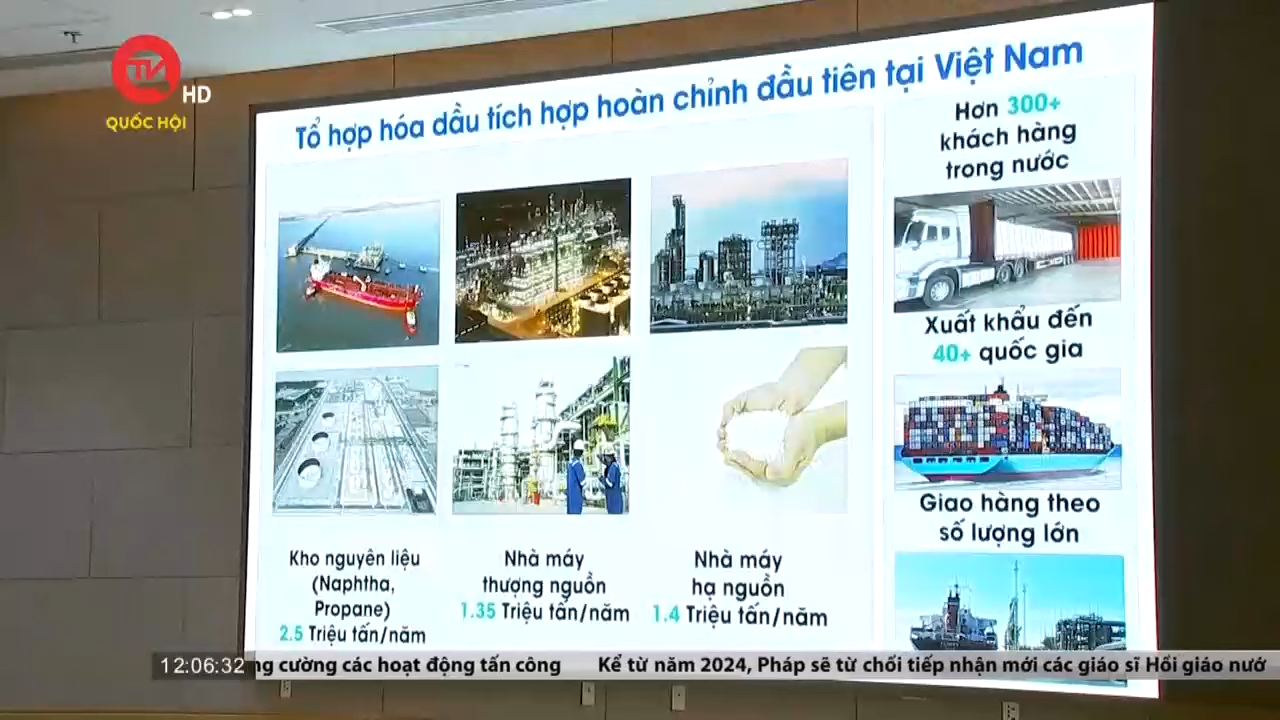 TV
HD
QUỐC HỘI
Tổ hợp hóa dầu tích hợp hoàn chỉnh đầu tiên tại Việt Nam
Kho nguyên liệu
(Naphtha,
Propane)
2.5 Triệu tấn/năm
Nhà máy
thượng nguồn
1.35 Triệu tấn/năm
Nhà máy
hạ nguồn
1.4 Triệu tấn/năm
Hơn 300+
khách hàng
trong nước
Xuất khẩu đến
40+ quốc gia
Giao hàng theo
số lượng lớn
12:06:32
ng cường các hoạt động tấn công Kể từ năm 2024, Pháp sẽ từ chối tiếp nhận mới các giáo sĩ Hồi giáo nướ